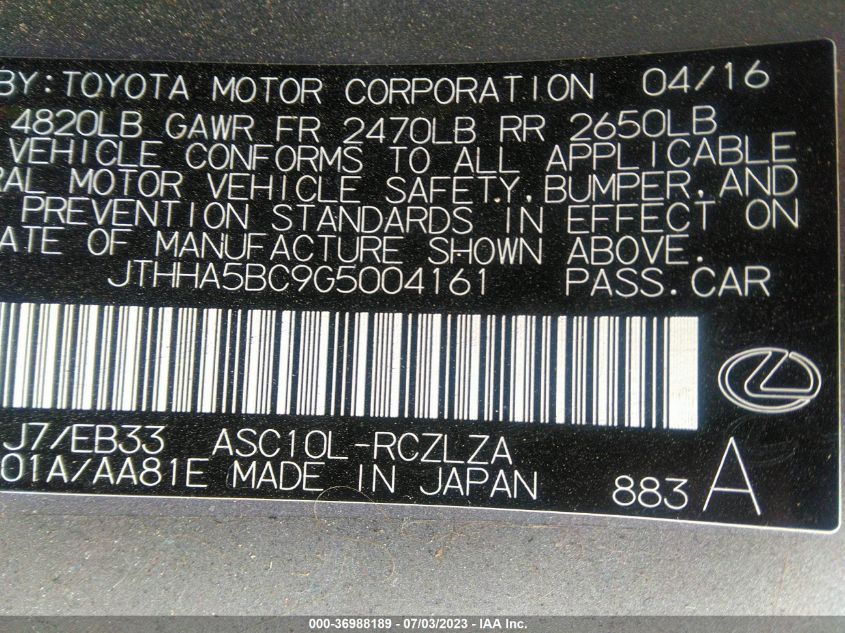 BY: TOYOTA MOTOR CORPORATION 04/16
4820LB GAWR FR 2470LB RR 2650LB
VEHICLE CONFORMS TO ALL APPLICABLE
RAL MOTOR VEHICLE SAFETY, BUMPER, AND
PREVENTION STANDARDS IN EFFECT ON
ATE OF MANUFACTURE SHOWN ABOVE.
JTHHA5BC9G5004161 PASS. CAR
J7/EB33 ASC10L-RCZLZA
01A/AA81E MADE IN JAPAN 883 A
000-36988189 - 07/03/2023 - IAA Inc.